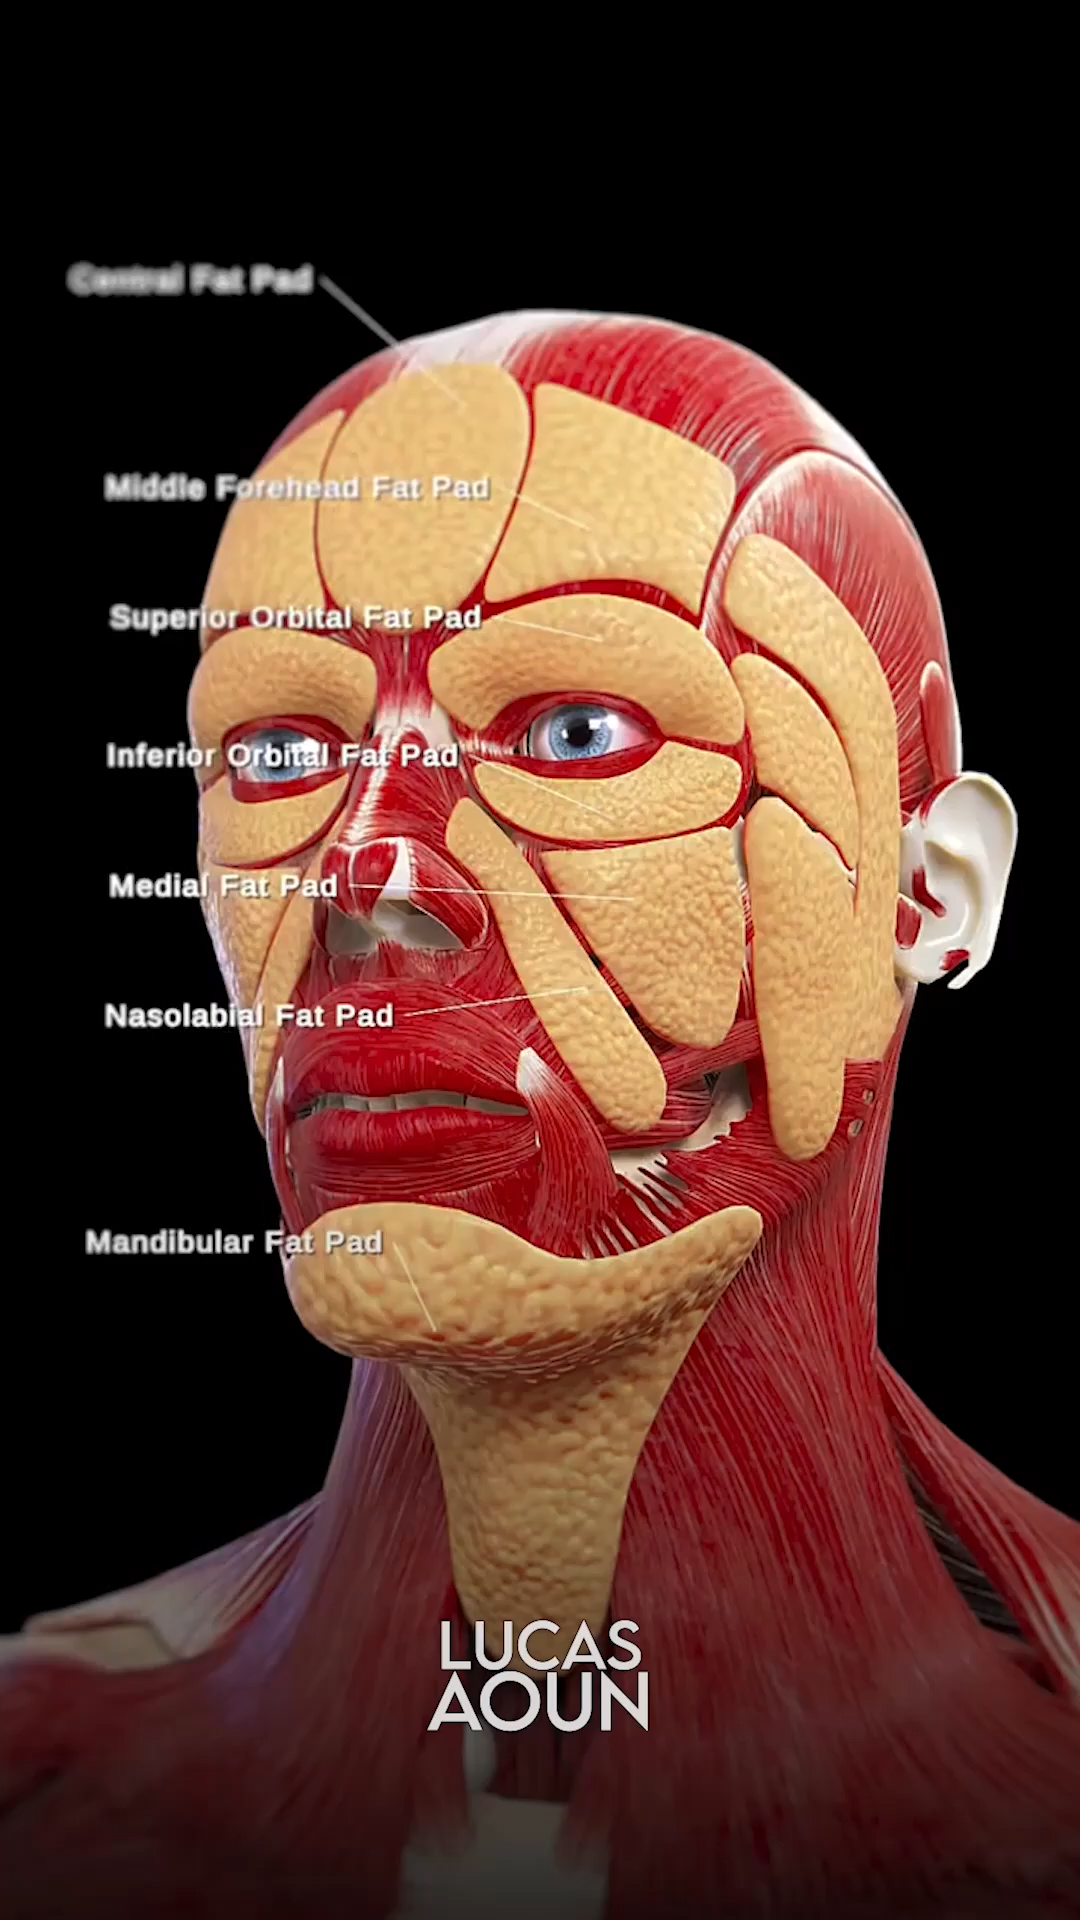 Central Fat Pad
Middle Forehead Fat Pad
Superior Orbital Fat Pad
Inferior Orbital Fat Pad
Medial Fat Pad
Nasolabial Fat Pad
Mandibular Fat Pad
LUCAS
AOUN